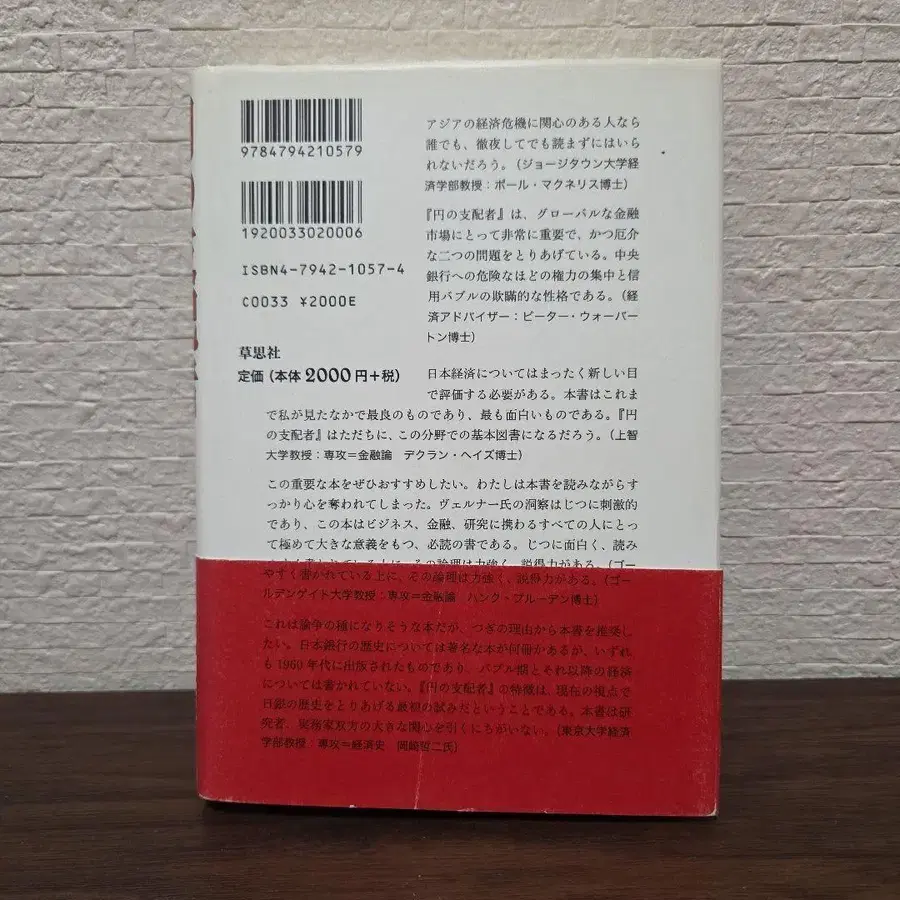 9784794210579
1920033020006
ISBN4-7942-1057-4
C0033 ¥2000E
草思社
定価(本体2000円+税)
アジアの経済危機に関心のある人なら
誰でも、徹夜してでも読まずにはいら
れないだろう。(ジョージタウン大学経
済学部教授:ポール・マクネリス博士)
『円の支配者』は、グローバルな金融
市場にとって非常に重要で、かつ厄介
な二つの問題をとりあげている。中央
銀行への危険なほどの権力の集中と信
用バブルの欺瞞的な性格である。(経
済アドバイザー:ピーター・ウォーバー
トン博士)
日本経済についてはまったく新しい目
で評価する必要がある。本書はこれま
で私が見たなかで最良のものであり、最も面白いものである。『円
の支配者』はただちに、この分野での基本図書になるだろう。(上智
大学教授:専攻=金融論 デクラン・ヘイズ博士)
この重要な本をぜひおすすめしたい。わたしは本書を読みながらす
っかり心を奪われてしまった。ヴェルナー氏の洞察はじつに刺激的
であり、この本はビジネス、金融、研究に携わるすべての人にとっ
て極めて大きな意義をもつ、必読の書である。じつに面白く、読み
やすく書かれている上に、その論理は力強く、説得力がある。(ゴー
ルデンゲイト大学教授:専攻=金融論 ハンク・プルーデン博士)
これは論争の種になりそうな本だが、つぎの理由から本書を推奨し
たい。日本銀行の歴史については著名な本が何冊かあるが、いずれ
も1960年代に出版されたものであり、バブル期とそれ以降の経済
については書かれていない。『円の支配者』の特徴は、現在の視点で
日銀の歴史をとりあげる最初の試みだということである。本書は研
究者、実務家双方の大きな関心を引くにちがいない。(東京大学経済
学部教授:専攻=経済史 岡崎哲二氏)